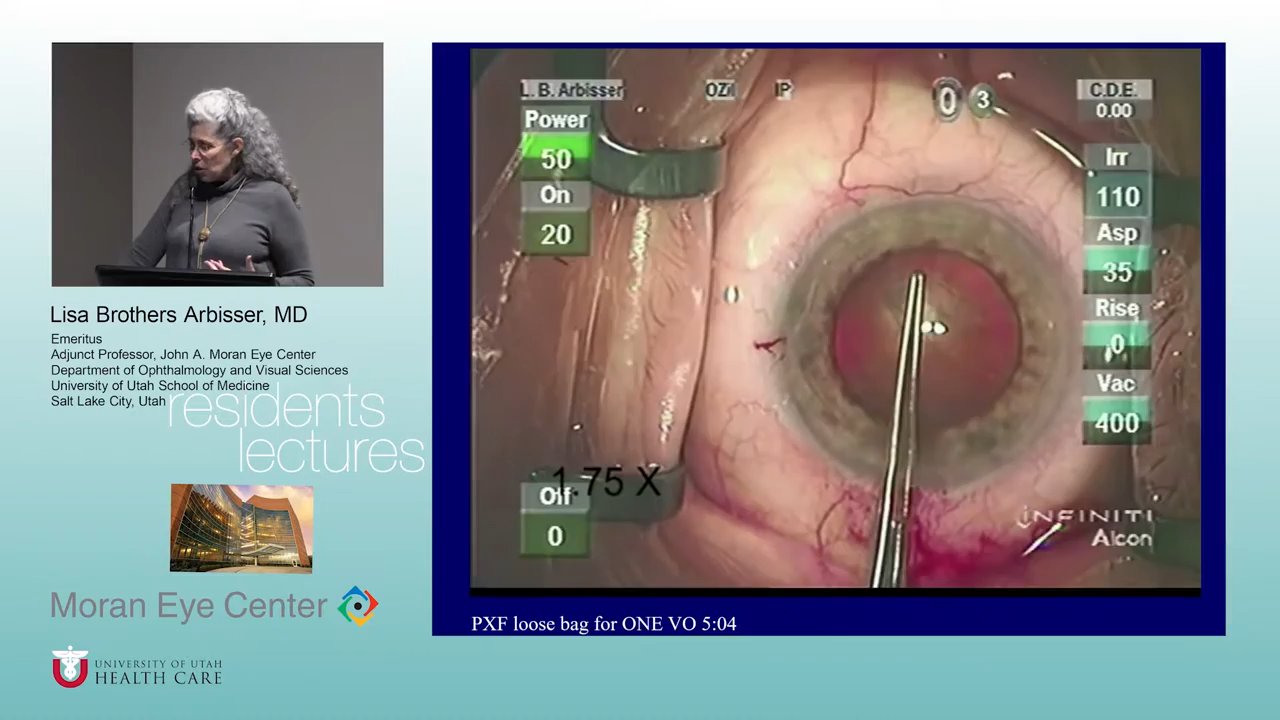 Lisa Brothers Arbisser, MD
Emeritus
Adjunct Professor, John A. Moran Eye Center
Department of Ophthalmology and Visual Sciences
University of Utah School of Medicine
Salt Lake City, Utah
residents
lectures
Moran Eye Center
UNIVERSITY OF UTAH
HEALTH CARE
L. B. Arbisser
OZil
IP
0
3
C.D.E.
0.00
Power
50
On
20
Irr
110
Asp
35
Rise
0
Vac
400
1.75 X
Off
0
INFINITI
Alcon
PXF loose bag for ONE VO 5:04